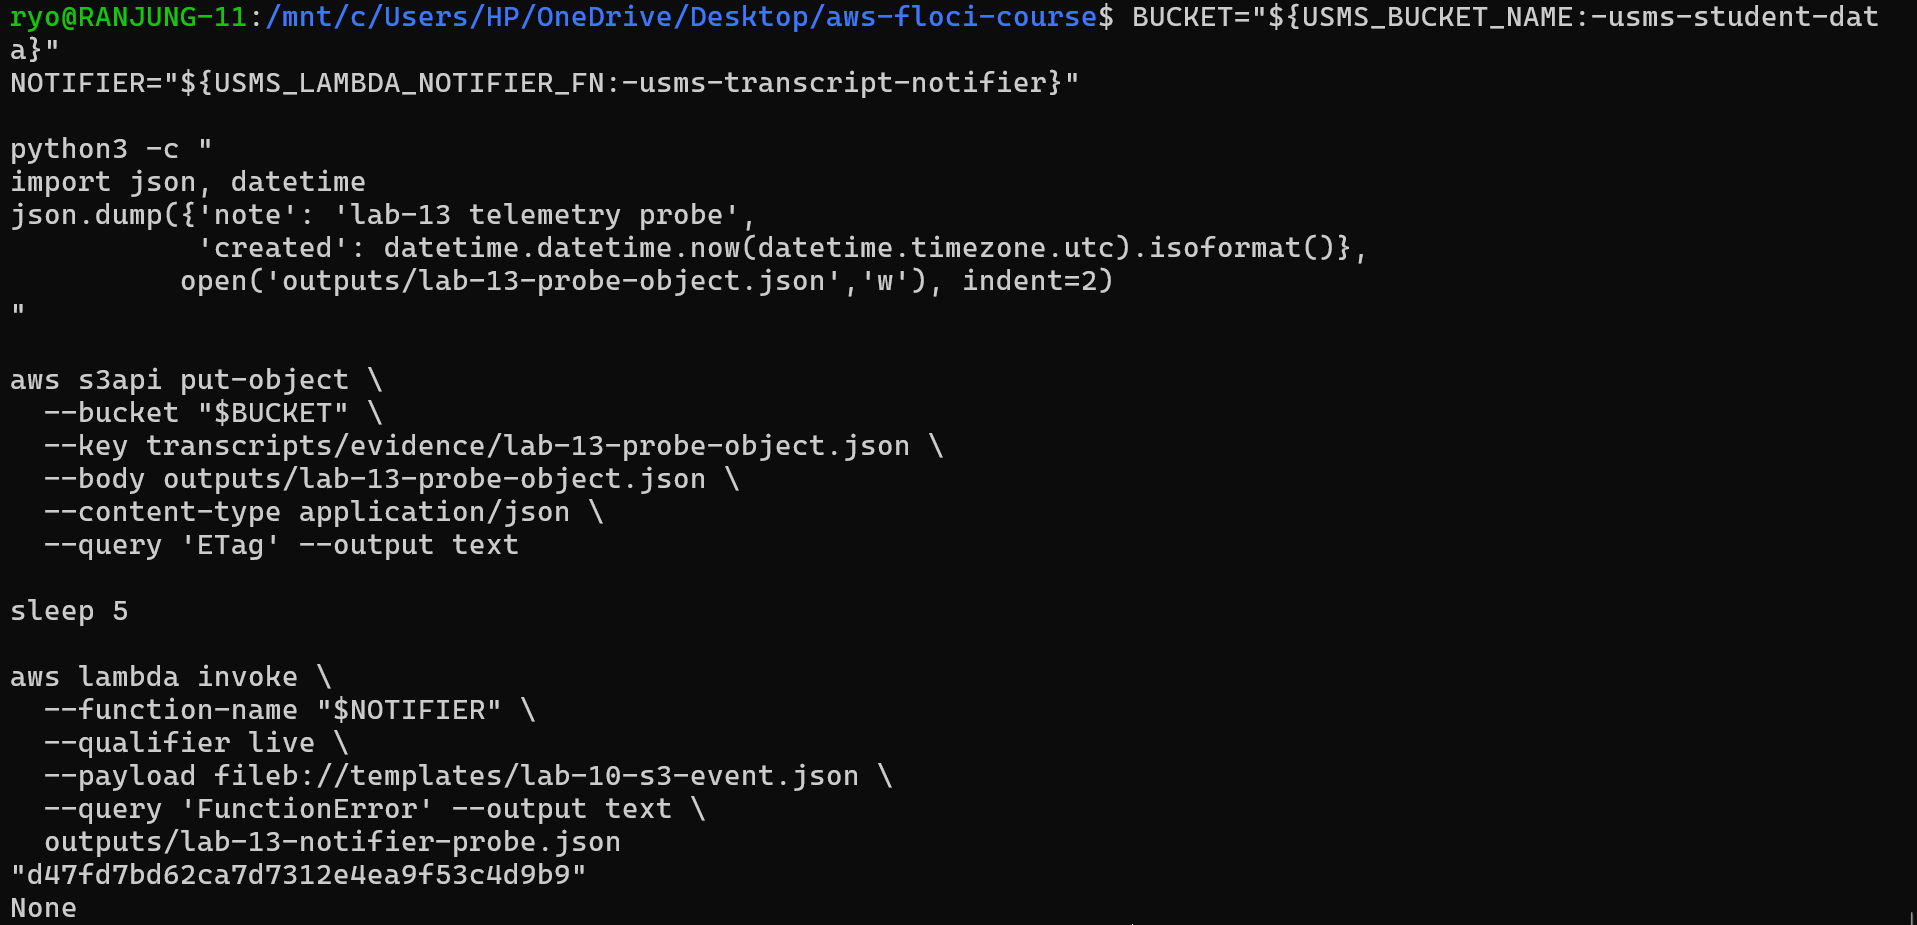 ryo@RANJUNG-11:/mnt/c/Users/HP/OneDrive/Desktop/aws-floci-course$ BUCKET="${USMS_BUCKET_NAME:-usms-student-dat
a}"
NOTIFIER="${USMS_LAMBDA_NOTIFIER_FN:-usms-transcript-notifier}"

python3 -c "
import json, datetime
json.dump({'note': 'lab-13 telemetry probe',
           'created': datetime.datetime.now(datetime.timezone.utc).isoformat()},
          open('outputs/lab-13-probe-object.json','w'), indent=2)
"

aws s3api put-object \
  --bucket "$BUCKET" \
  --key transcripts/evidence/lab-13-probe-object.json \
  --body outputs/lab-13-probe-object.json \
  --content-type application/json \
  --query 'ETag' --output text

sleep 5

aws lambda invoke \
  --function-name "$NOTIFIER" \
  --qualifier live \
  --payload fileb://templates/lab-10-s3-event.json \
  --query 'FunctionError' --output text \
  outputs/lab-13-notifier-probe.json
"d47fd7bd62ca7d7312e4ea9f53c4d9b9"
None